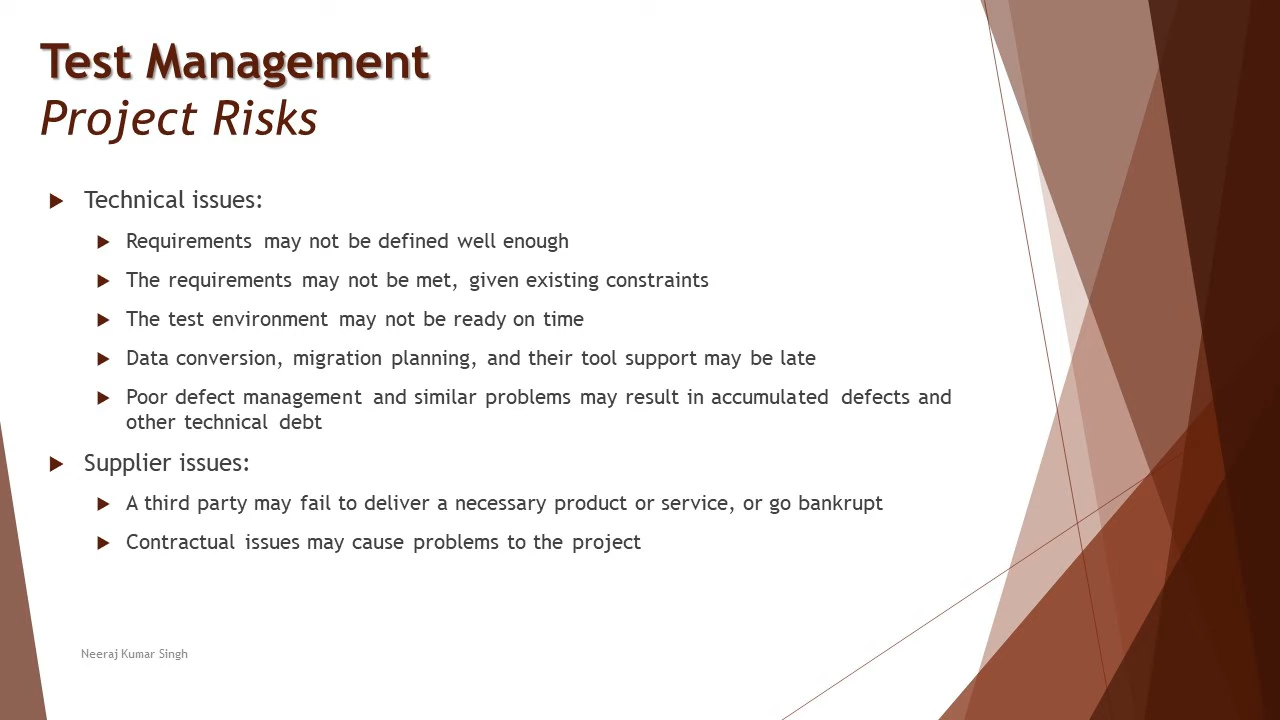 Test Management
Project Risks
Technical issues:
Requirements may not be defined well enough
The requirements may not be met, given existing constraints
The test environment may not be ready on time
Data conversion, migration planning, and their tool support may be late
Poor defect management and similar problems may result in accumulated defects and
other technical debt
Supplier issues:
A third party may fail to deliver a necessary product or service, or go bankrupt
Contractual issues may cause problems to the project
Neeraj Kumar Singh